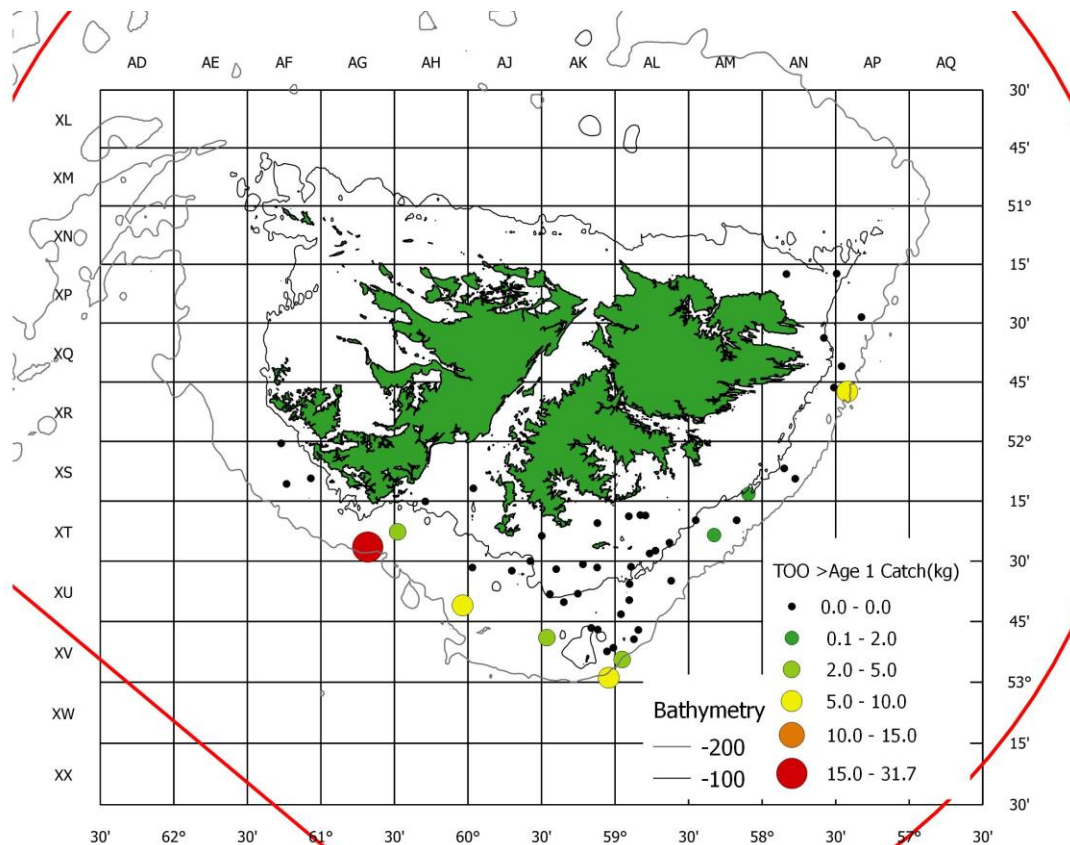 AD AE AF AG AH AJ AK AL AM AN AP AQ
30'
XL
45'
XM
51°
XN
15'
XP
30'
XQ
45'
XR
52°
XS
15'
XT
TOO >Age 1 Catch(kg)
30'
XU
0.0 - 0.0
0.1 - 2.0
45'
XV
2.0 - 5.0
53°
5.0 - 10.0
Bathymetry
XW
10.0 - 15.0
-200
15'
XX
-100
15.0 - 31.7
30'
30' 62° 30' 61° 30' 60° 30' 59° 30' 58° 30' 57° 30'